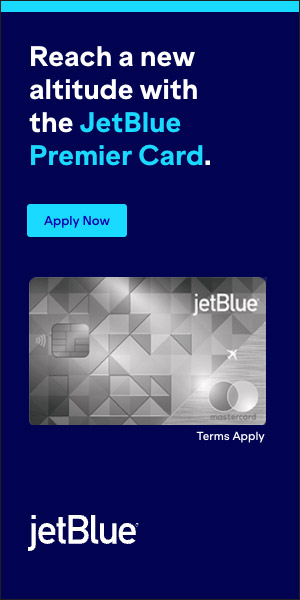 Reach a new
altitude with
the JetBlue
Premier Card.
Apply Now
jetBlue
mastercard
Terms Apply
jetBlue